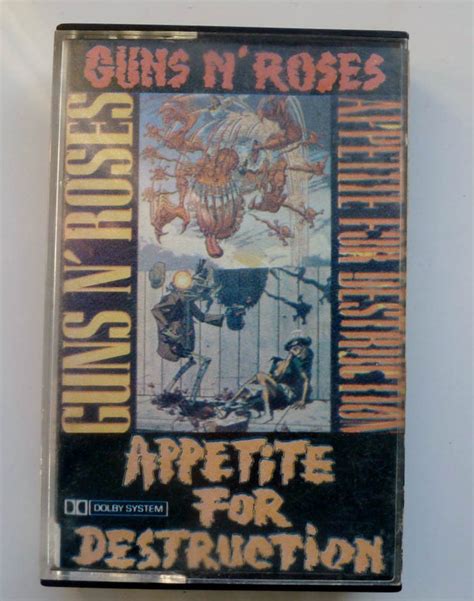 GUNS N' ROSES
GUNS N' ROSES
APPETITE FOR DESTRUCTION
DOLBY SYSTEM
APPETiTE
FOR
DESTRUCTiON